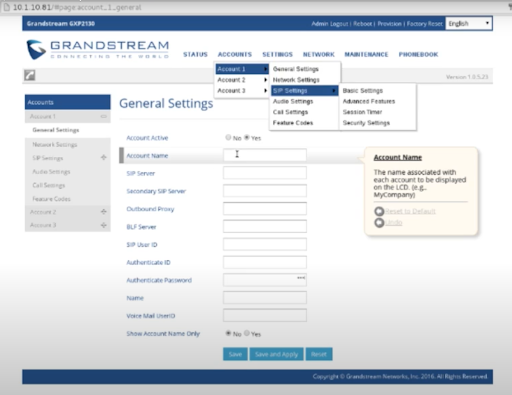 10.1.10.81/#page:account_1_general
Grandstream GXP2130
Admin Logout | Reboot | Provision | Factory Reset English
GRANDSTREAM
CONNECTING THE WORLD
STATUS ACCOUNTS SETTINGS NETWORK MAINTENANCE PHONEBOOK
Version 1.0.5.23
Account 1
Account 2
Account 3
General Settings
Network Settings
SIP Settings
Audio Settings
Call Settings
Feature Codes
Basic Settings
Advanced Features
Session Timer
Security Settings
Accounts
Account 1
General Settings
Network Settings
SIP Settings
Audio Settings
Call Settings
Feature Codes
Account 2
Account 3
General Settings
Account Active No Yes
Account Name
SIP Server
Secondary SIP Server
Outbound Proxy
BLF Server
SIP User ID
Authenticate ID
Authenticate Password
Name
Voice Mail UserID
Show Account Name Only No Yes
Save Save and Apply Reset
Account Name
The name associated with
each account to be displayed
on the LCD. (e.g.,
MyCompany)
Reset to Default
Undo
Copyright © Grandstream Networks, Inc. 2016. All Rights Reserved.